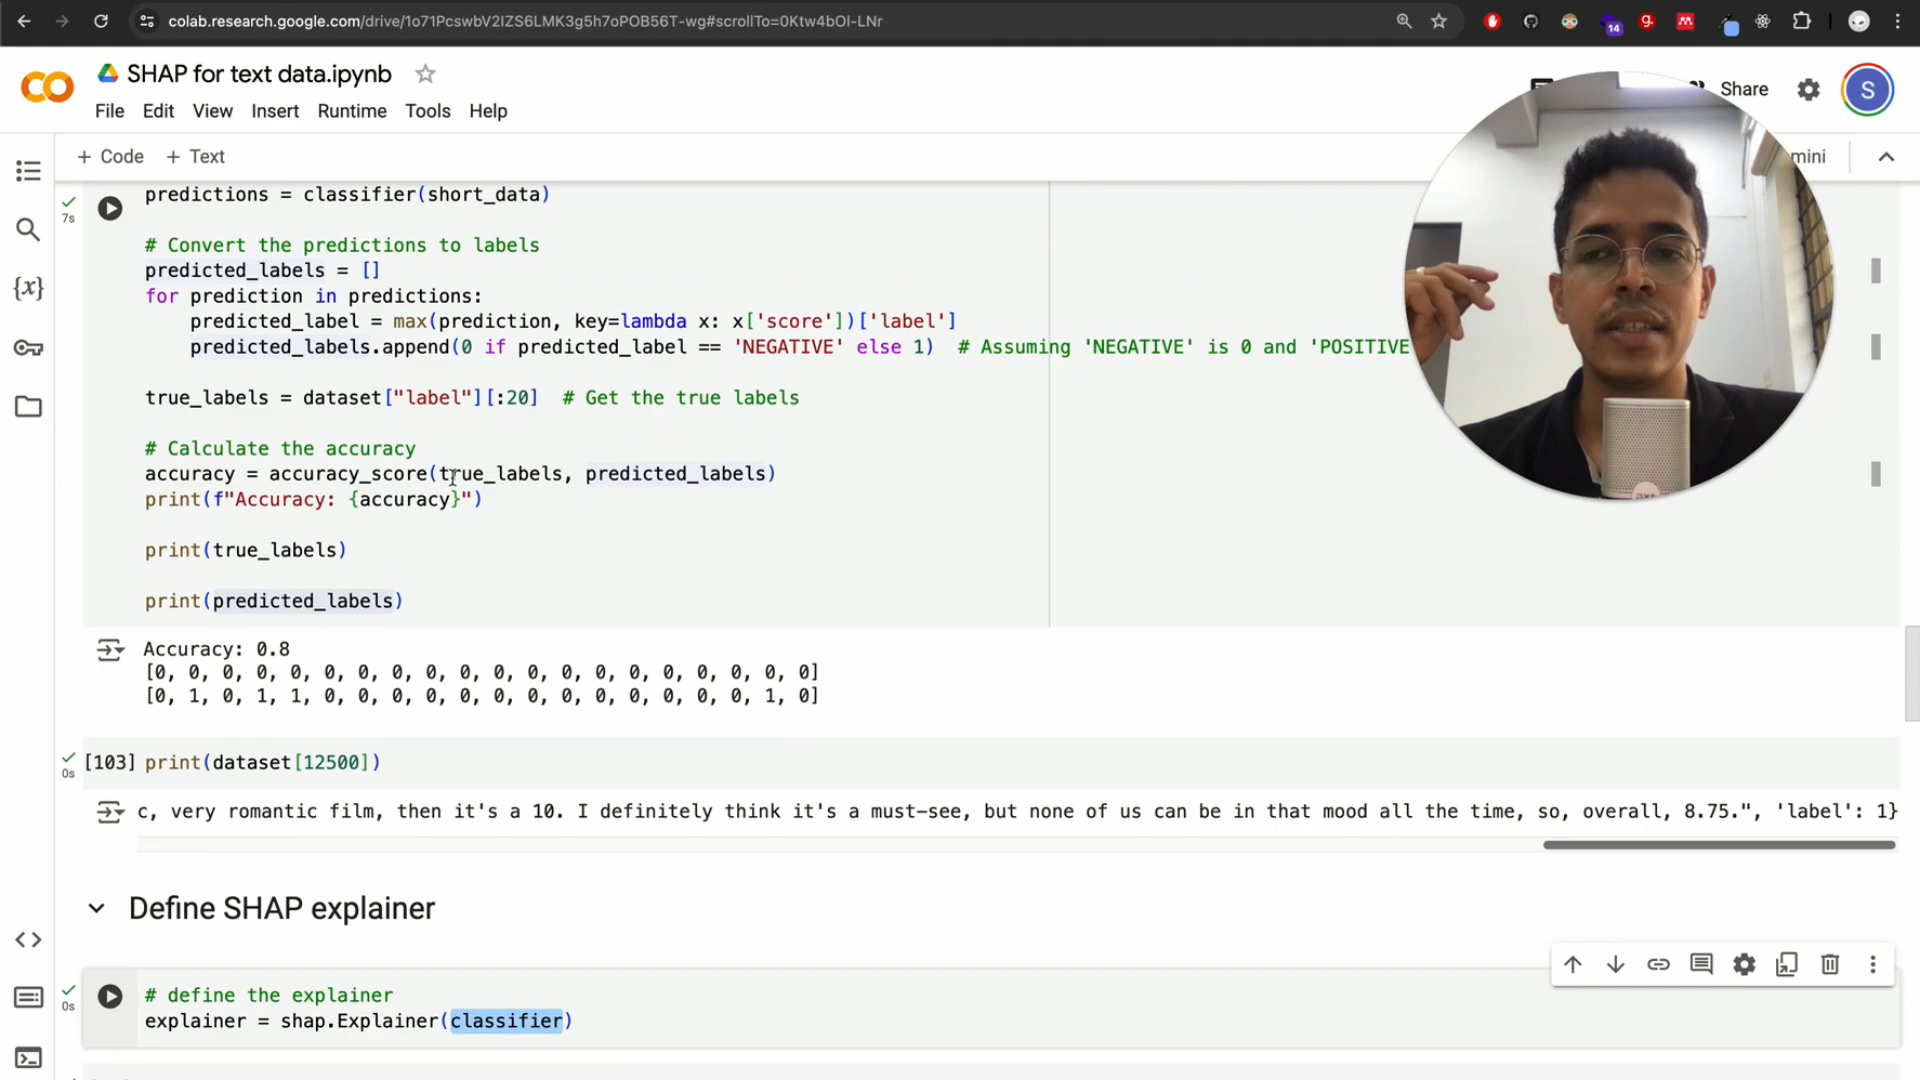 colab.research.google.com/drive/1o71PcswbV2IZS6LMK3g5h7oPOB56T-wg#scrollTo=0Ktw4bOl-LNr
14
SHAP for text data.ipynb
File Edit View Insert Runtime Tools Help
Share
S
+ Code + Text
mini
7s
predictions = classifier(short_data)
# Convert the predictions to labels
predicted_labels = []
for prediction in predictions:
predicted_label = max(prediction, key=lambda x: x['score'])['label']
predicted_labels.append(0 if predicted_label == 'NEGATIVE' else 1)  # Assuming 'NEGATIVE' is 0 and 'POSITIVE
true_labels = dataset["label"][:20]  # Get the true labels
# Calculate the accuracy
accuracy = accuracy_score(true_labels, predicted_labels)
print(f"Accuracy: {accuracy}")
print(true_labels)
print(predicted_labels)
Accuracy: 0.8
[0, 0, 0, 0, 0, 0, 0, 0, 0, 0, 0, 0, 0, 0, 0, 0, 0, 0, 0, 0]
[0, 1, 0, 1, 1, 0, 0, 0, 0, 0, 0, 0, 0, 0, 0, 0, 0, 0, 1, 0]
0s
[103] print(dataset[12500])
c, very romantic film, then it's a 10. I definitely think it's a must-see, but none of us can be in that mood all the time, so, overall, 8.75.", 'label': 1}
Define SHAP explainer
0s
# define the explainer
explainer = shap.Explainer(classifier)